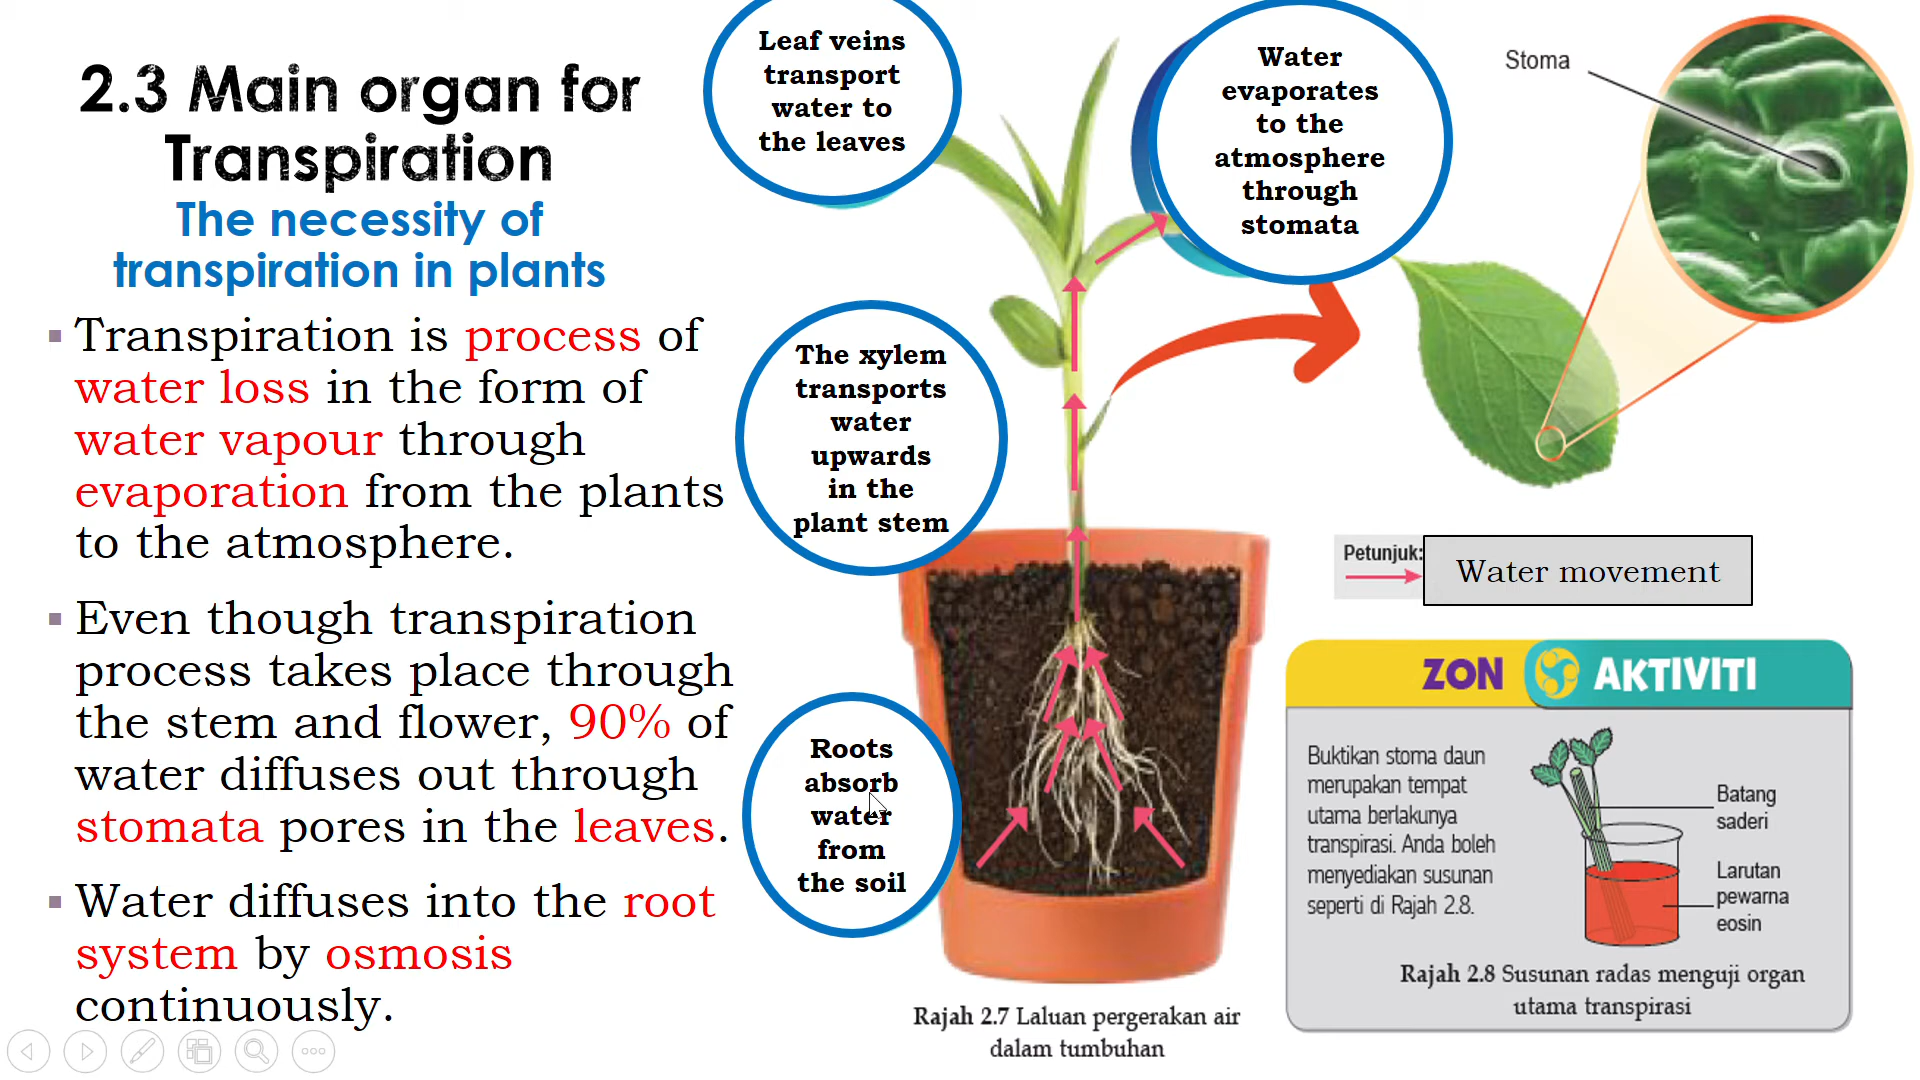 2.3 Main organ for
Transpiration
The necessity of
transpiration in plants
▪ Transpiration is process of
water loss in the form of
water vapour through
evaporation from the plants
to the atmosphere.
▪ Even though transpiration
process takes place through
the stem and flower, 90% of
water diffuses out through
stomata pores in the leaves.
▪ Water diffuses into the root
system by osmosis
continuously.
Leaf veins
transport
water to
the leaves
Water
evaporates
to the
atmosphere
through
stomata
Stoma
The xylem
transports
water
upwards
in the
plant stem
Roots
absorb
water
from
the soil
Petunjuk:
Water movement
Rajah 2.7 Laluan pergerakan air
dalam tumbuhan
ZON AKTIVITI
Buktikan stoma daun
merupakan tempat
utama berlakunya
transpirasi. Anda boleh
menyediakan susunan
seperti di Rajah 2.8.
Batang
saderi
Larutan
pewarna
eosin
Rajah 2.8 Susunan radas menguji organ
utama transpirasi